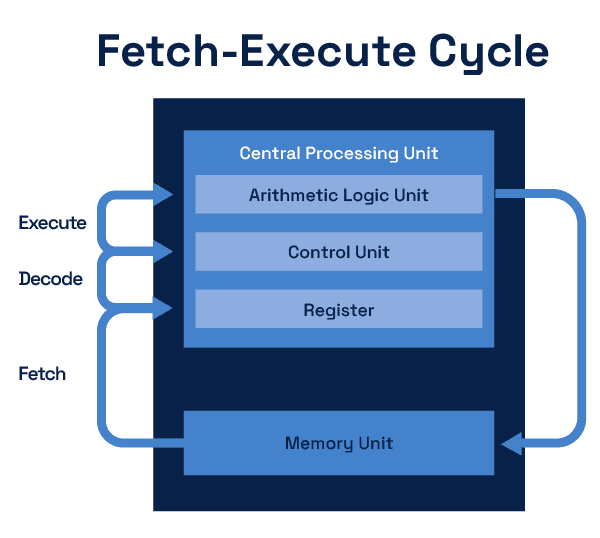 Fetch-Execute Cycle
Central Processing Unit
Arithmetic Logic Unit
Execute
Control Unit
Decode
Register
Fetch
Memory Unit